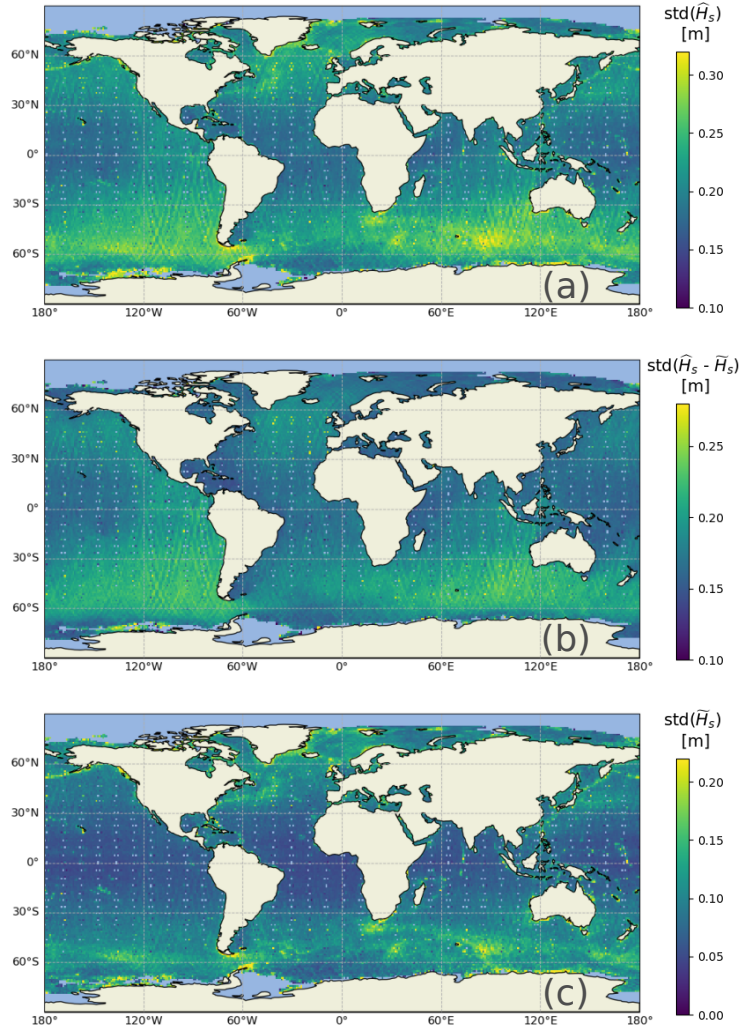 std(Ĥₛ)
[m]
60°N
30°N
0°
30°S
60°S
180°
120°W
60°W
0°
60°E
120°E
180°
(a)
0.30
0.25
0.20
0.15
0.10
std(Ĥₛ - H̃ₛ)
[m]
60°N
30°N
0°
30°S
60°S
180°
120°W
60°W
0°
60°E
120°E
180°
(b)
0.25
0.20
0.15
0.10
std(H̃ₛ)
[m]
60°N
30°N
0°
30°S
60°S
180°
120°W
60°W
0°
60°E
120°E
180°
(c)
0.20
0.15
0.10
0.05
0.00